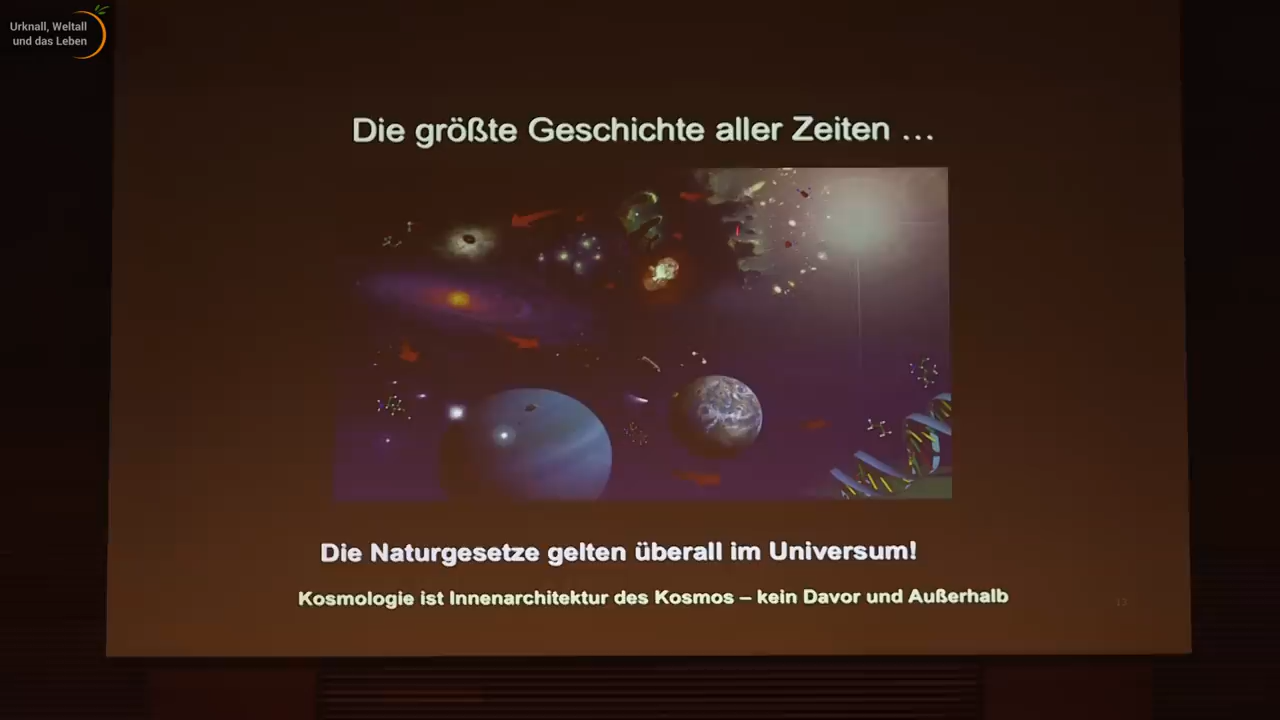 Urknall, Weltall
und das Leben
Die größte Geschichte aller Zeiten ...
Die Naturgesetze gelten überall im Universum!
Kosmologie ist Innenarchitektur des Kosmos – kein Davor und Außerhalb